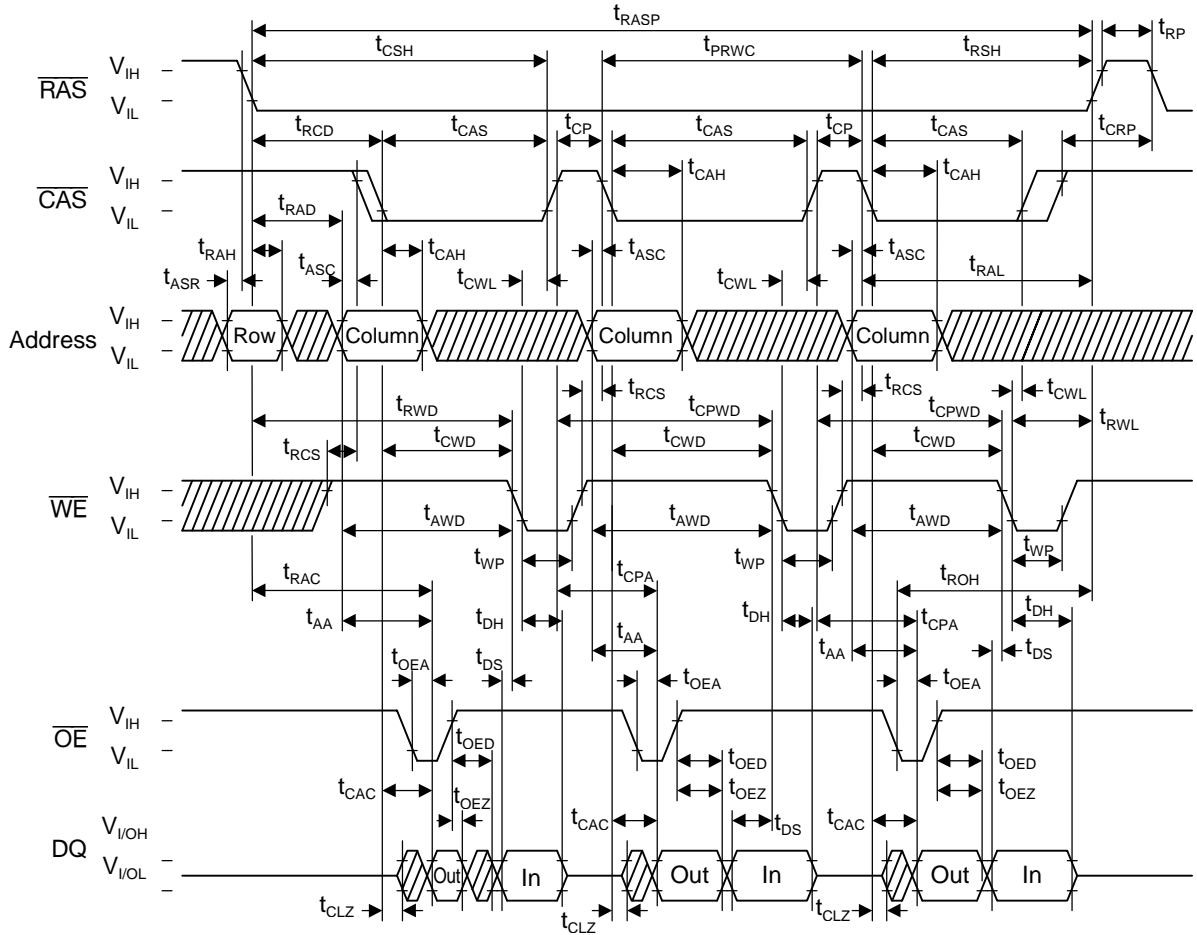 tRASP
tRP
tCSH tPRWC tRSH
RAS VIH
VIL
tRCD tCAS tCP tCAS tCP tCAS tCRP
CAS VIH
VIL
tCAH tCAH
tRAD
tRAH tASC tCAH tASC tASC
tASR tCWL tCWL tRAL
Address VIH
VIL
Row Column Column Column
tRCS tRCS tCWL
tRWD tCPWD tCPWD tRWL
tCWD tCWD tCWD
tRCS
WE VIH
VIL
tAWD tAWD tAWD
tWP tWP tWP
tRAC tCPA tROH
tAA tDH tDH tCPA tDH
tAA tAA
tOEA tDS tOEA tOEA tDS
OE VIH
VIL
tOED tOED tOED
tCAC tOEZ tOEZ tOEZ
tCAC tDS tCAC
DQ VI/OH
VI/OL
Out In Out In Out In
tCLZ tCLZ tCLZ